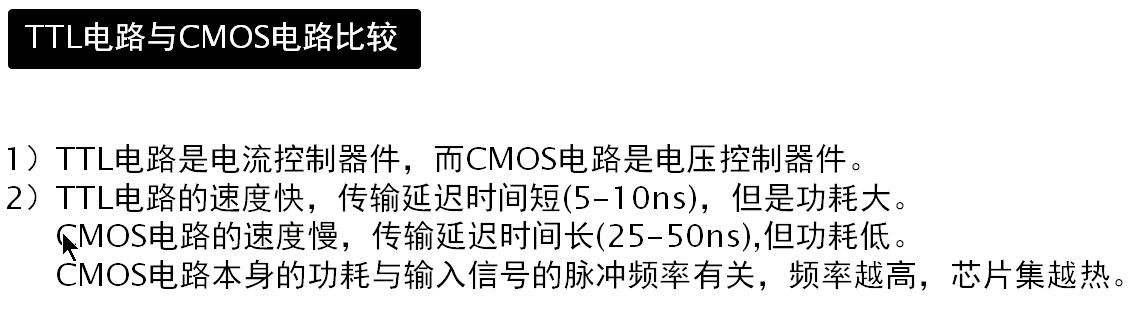 TTL电路与CMOS电路比较
1）TTL电路是电流控制器件，而CMOS电路是电压控制器件。
2）TTL电路的速度快，传输延迟时间短(5-10ns)，但是功耗大。
CMOS电路的速度慢，传输延迟时间长(25-50ns),但功耗低。
CMOS电路本身的功耗与输入信号的脉冲频率有关，频率越高，芯片集越热。